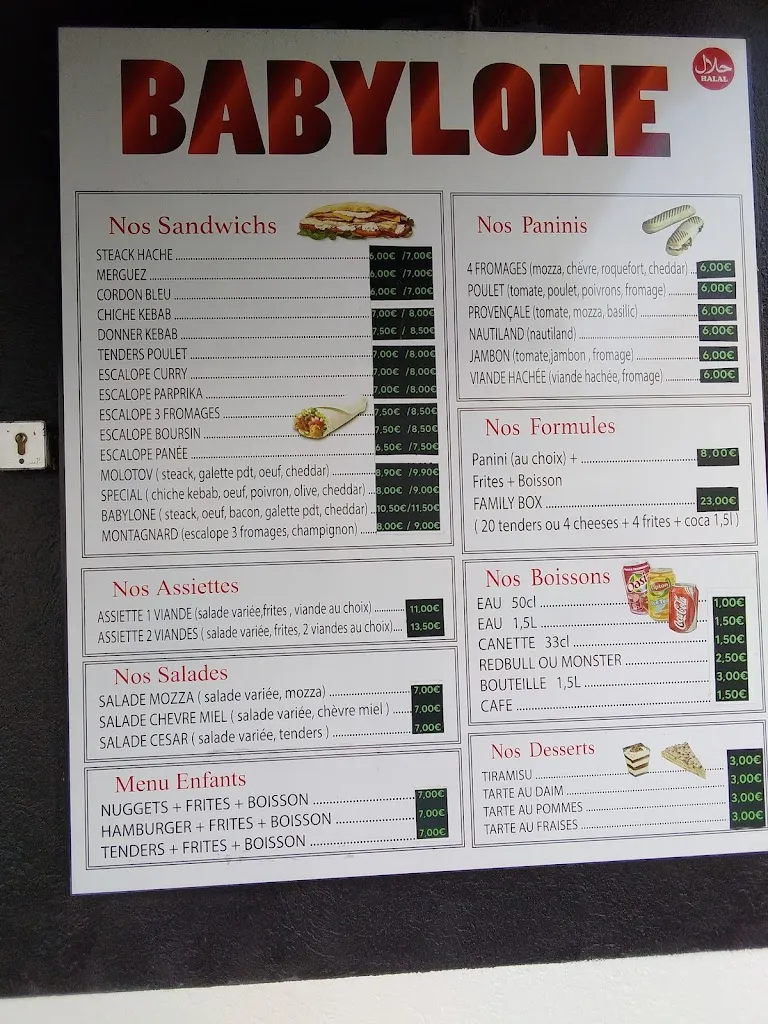 BABYLONE
حلال
HALAL
Nos Sandwichs
STEACK HACHE 6,00€ /7,00€
MERGUEZ 6,00€ /7,00€
CORDON BLEU 6,00€ /7,00€
CHICHE KEBAB 7,00€ / 8,00€
DONNER KEBAB 7,50€ / 8,50€
TENDERS POULET 7,00€ /8,00€
ESCALOPE CURRY 7,00€ /8,00€
ESCALOPE PARPRIKA 7,00€ /8,00€
ESCALOPE 3 FROMAGES 7,50€ /8,50€
ESCALOPE BOURSIN 7,50€ /8,50€
ESCALOPE PANÉE 6,50€ /7,50€
MOLOTOV ( steack, galette pdt, oeuf, cheddar) 8,90€ /9,90€
SPECIAL ( chiche kebab, oeuf, poivron, olive, cheddar) 8,00€ /9,00€
BABYLONE ( steack, oeuf, bacon, galette pdt, cheddar) 10,50€/11,50€
MONTAGNARD (escalope 3 fromages, champignon) 8,00€ / 9,00€
Nos Assiettes
ASSIETTE 1 VIANDE (salade variée,frites , viande au choix) 11,00€
ASSIETTE 2 VIANDES ( salade variée, frites, 2 viandes au choix) 13,50€
Nos Salades
SALADE MOZZA ( salade variée, mozza) 7,00€
SALADE CHEVRE MIEL ( salade variée, chèvre miel ) 7,00€
SALADE CESAR ( salade variée, tenders ) 7,00€
Menu Enfants
NUGGETS + FRITES + BOISSON 7,00€
HAMBURGER + FRITES + BOISSON 7,00€
TENDERS + FRITES + BOISSON 7,00€
Nos Paninis
4 FROMAGES (mozza, chèvre, roquefort, cheddar) 6,00€
POULET (tomate, poulet, poivrons, fromage) 6,00€
PROVENÇALE (tomate, mozza, basilic) 6,00€
NAUTILAND (nautiland) 6,00€
JAMBON (tomate,jambon , fromage) 6,00€
VIANDE HACHÉE (viande hachée, fromage) 6,00€
Nos Formules
Panini (au choix) + 8,00€
Frites + Boisson
FAMILY BOX 23,00€
( 20 tenders ou 4 cheeses + 4 frites + coca 1,5l )
Nos Boissons
Oasis
Lipton
Coca-Cola
EAU 50cl 1,00€
EAU 1,5L 1,50€
CANETTE 33cl 1,50€
REDBULL OU MONSTER 2,50€
BOUTEILLE 1,5L 3,00€
CAFE 1,50€
Nos Desserts
TIRAMISU 3,00€
TARTE AU DAIM 3,00€
TARTE AU POMMES 3,00€
TARTE AU FRAISES 3,00€